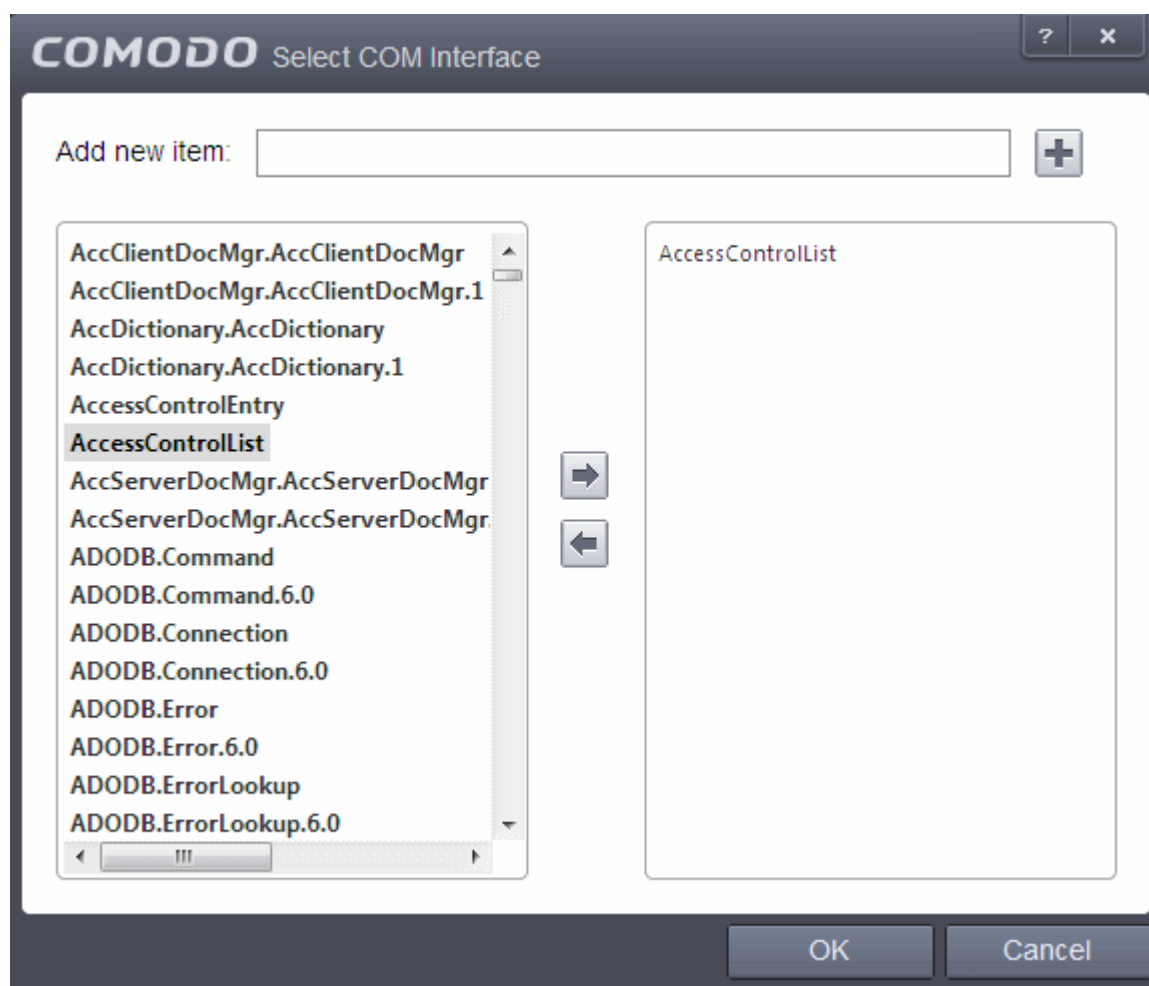 COMODO Select COM Interface ? x
Add new item:
AccClientDocMgr.AccClientDocMgr
AccClientDocMgr.AccClientDocMgr.1
AccDictionary.AccDictionary
AccDictionary.AccDictionary.1
AccessControlEntry
AccessControlList
AccServerDocMgr.AccServerDocMgr
AccServerDocMgr.AccServerDocMgr.
ADODB.Command
ADODB.Command.6.0
ADODB.Connection
ADODB.Connection.6.0
ADODB.Error
ADODB.Error.6.0
ADODB.ErrorLookup
ADODB.ErrorLookup.6.0
AccessControlList
OK Cancel